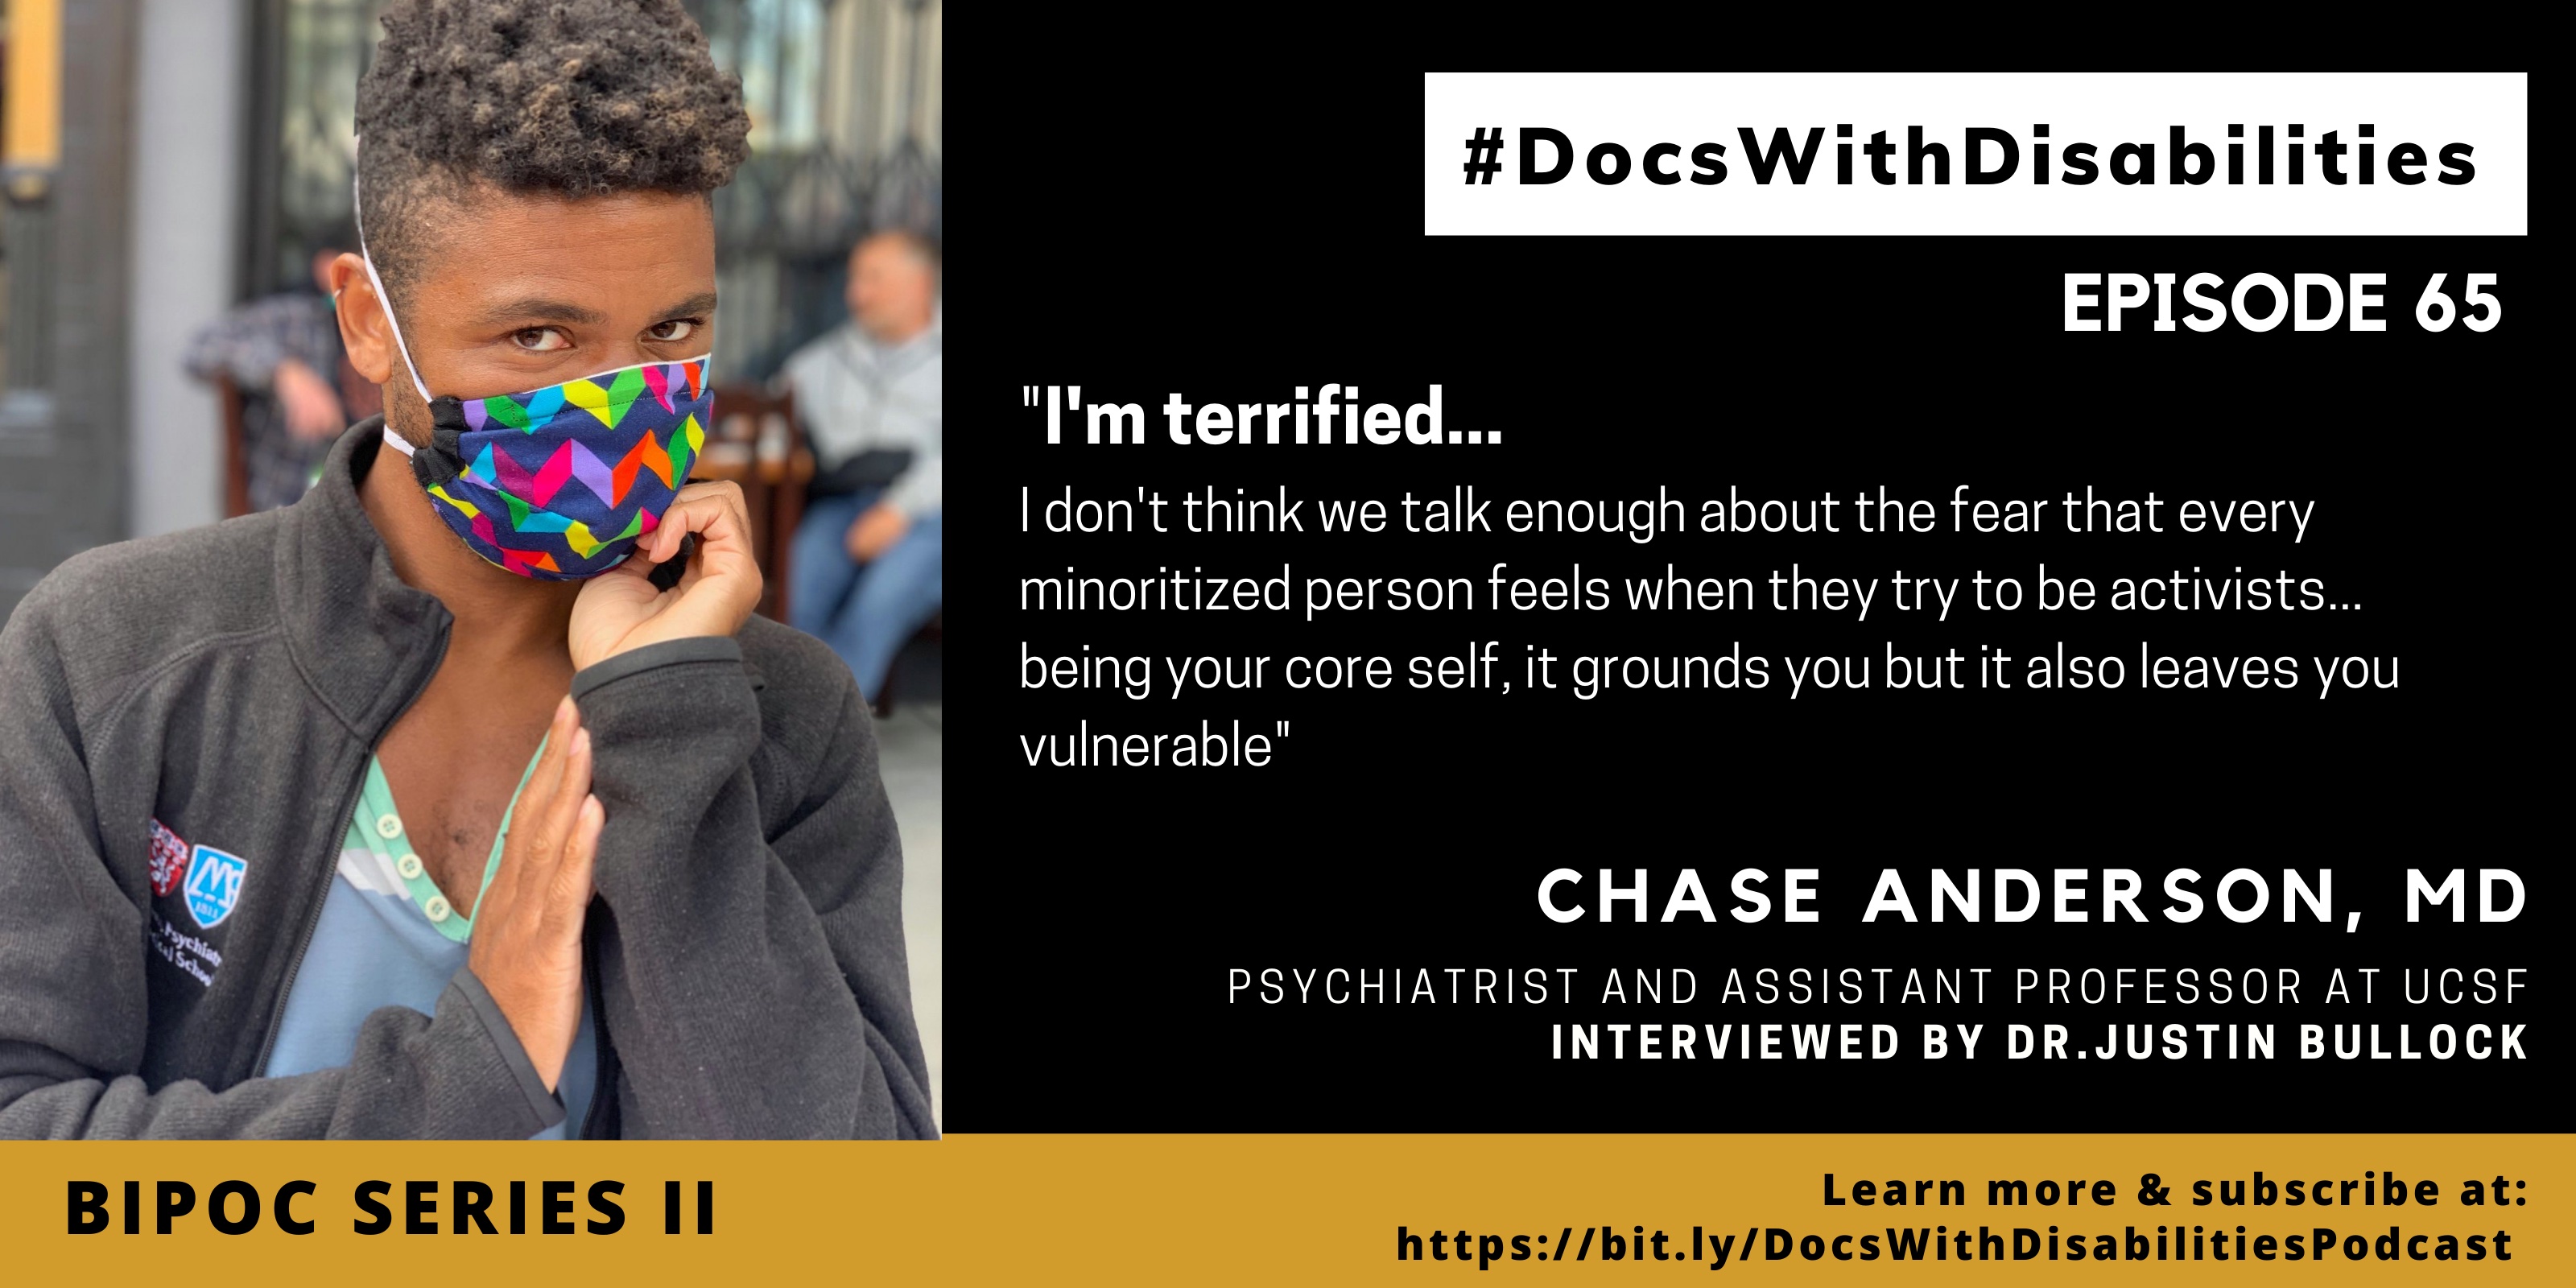 #DocsWithDisabilities
EPISODE 65
"I'm terrified...
I don't think we talk enough about the fear that every
minoritized person feels when they try to be activists...
being your core self, it grounds you but it also leaves you
vulnerable"
CHASE ANDERSON, MD
PSYCHIATRIST AND ASSISTANT PROFESSOR AT UCSF
INTERVIEWED BY DR.JUSTIN BULLOCK
BIPOC SERIES II
Learn more & subscribe at:
https://bit.ly/DocsWithDisabilitiesPodcast